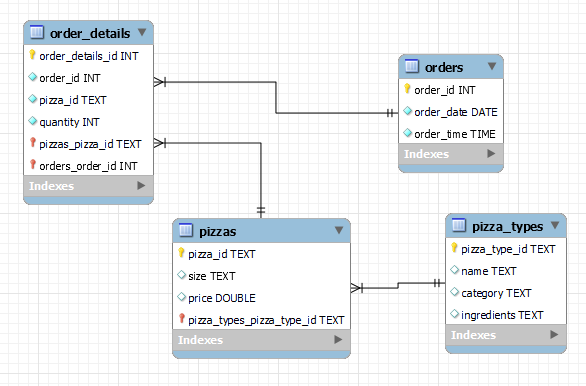 order_details
order_details_id INT
order_id INT
pizza_id TEXT
quantity INT
pizzas_pizza_id TEXT
orders_order_id INT
Indexes
orders
order_id INT
order_date DATE
order_time TIME
Indexes
pizzas
pizza_id TEXT
size TEXT
price DOUBLE
pizza_types_pizza_type_id TEXT
Indexes
pizza_types
pizza_type_id TEXT
name TEXT
category TEXT
ingredients TEXT
Indexes